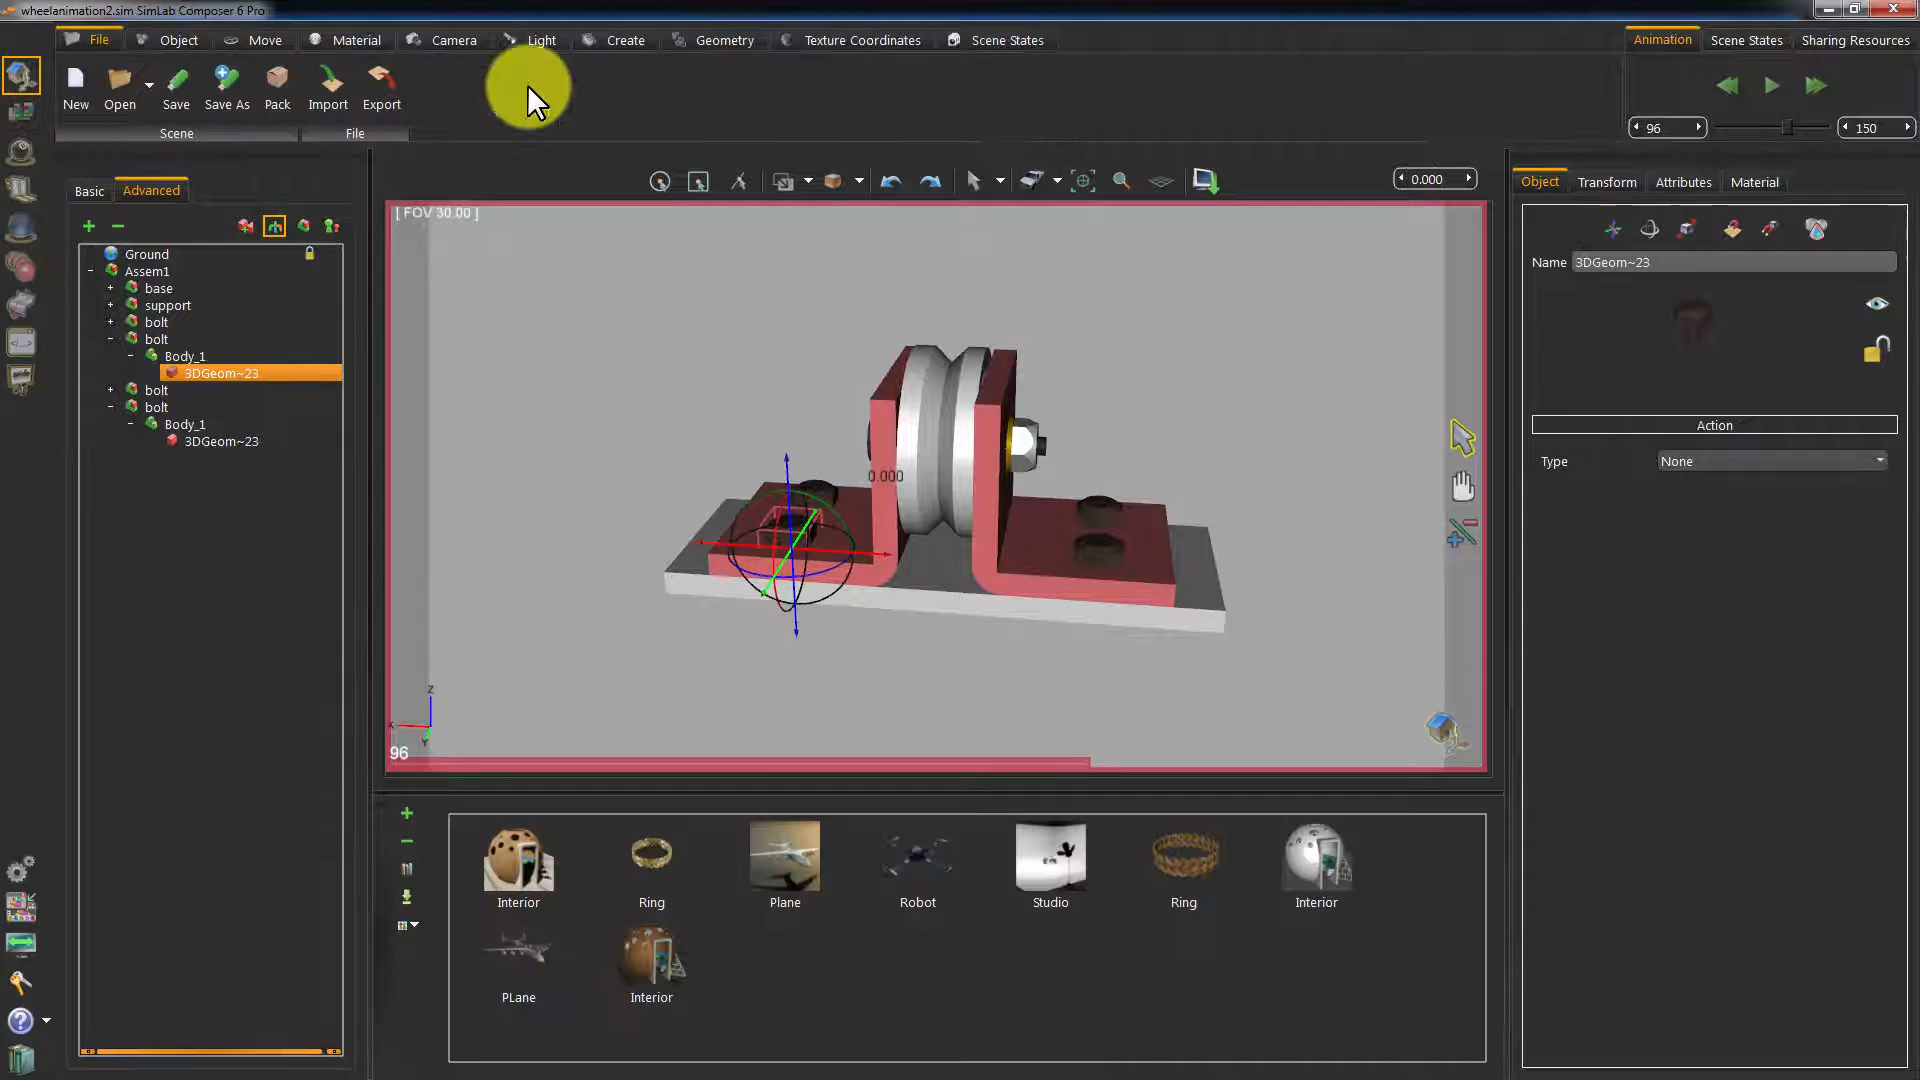 wheelanimation2.sim SimLab Composer 6 Pro
File Object Move Material Camera Light Create Geometry Texture Coordinates Scene States
Animation Scene States Sharing Resources
New Open Save Save As Pack Import Export
Scene File
96 150
Basic Advanced
0.000
Object Transform Attributes Material
[ FOV 30.00 ]
Ground
Assem1
base
support
bolt
bolt
Body_1
3DGeom~23
bolt
bolt
Body_1
3DGeom~23
0.000
Z
X
Y
96
Name 3DGeom~23
Action
Type None
Interior Ring Plane Robot Studio Ring Interior
PLane Interior